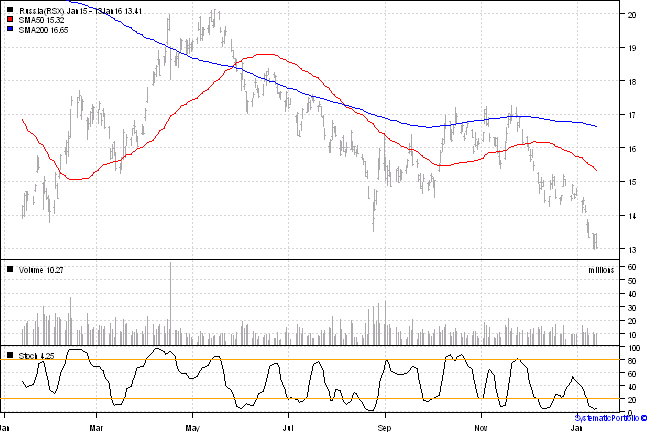 Russia(RSX) Jan15 - 13Jan16 13.41
SMA50 15.32
SMA200 16.65
20
19
18
17
16
15
14
13
Volume 10.27
millions
60
50
40
30
20
10
Stoch 4.25
100
80
60
40
20
0
Jan
Mar
May
Jul
Sep
Nov
Jan
SystematicPortfolio ©